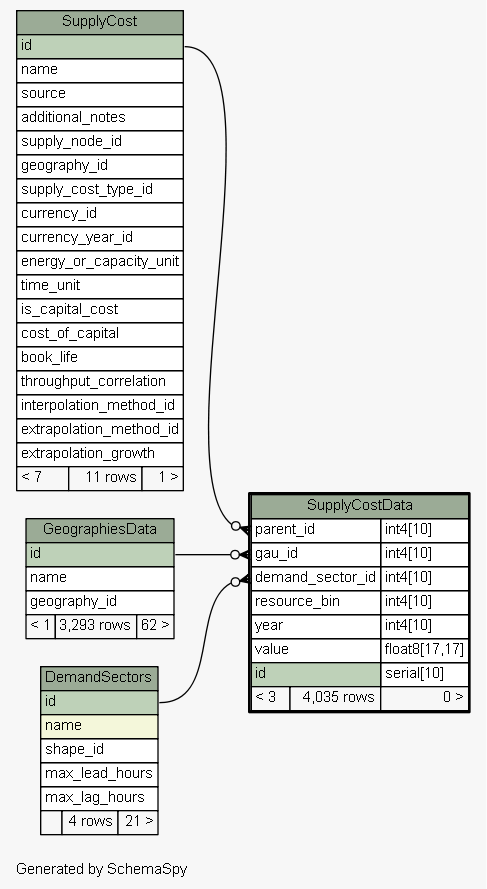 SupplyCost
id
name
source
additional_notes
supply_node_id
geography_id
supply_cost_type_id
currency_id
currency_year_id
energy_or_capacity_unit
time_unit
is_capital_cost
cost_of_capital
book_life
throughput_correlation
interpolation_method_id
extrapolation_method_id
extrapolation_growth
< 7 11 rows 1 >
SupplyCostData
parent_id int4[10]
gau_id int4[10]
demand_sector_id int4[10]
resource_bin int4[10]
year int4[10]
value float8[17,17]
id serial[10]
< 3 4,035 rows 0 >
GeographiesData
id
name
geography_id
< 1 3,293 rows 62 >
DemandSectors
id
name
shape_id
max_lead_hours
max_lag_hours
4 rows 21 >
Generated by SchemaSpy